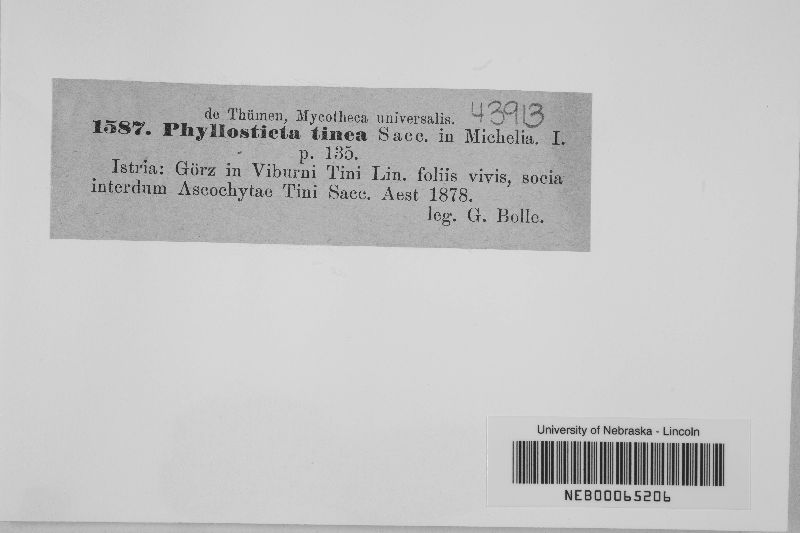 de Thümen, Mycotheca universalis. 43913
1587. Phyllosticta tinea Sacc. in Michelia. I.
p. 135.
Istria: Görz in Viburni Tini Lin. foliis vivis, socia
interdum Ascochytae Tini Sacc. Aest 1878.
leg. G. Bolle.
University of Nebraska - Lincoln
NEB00065206